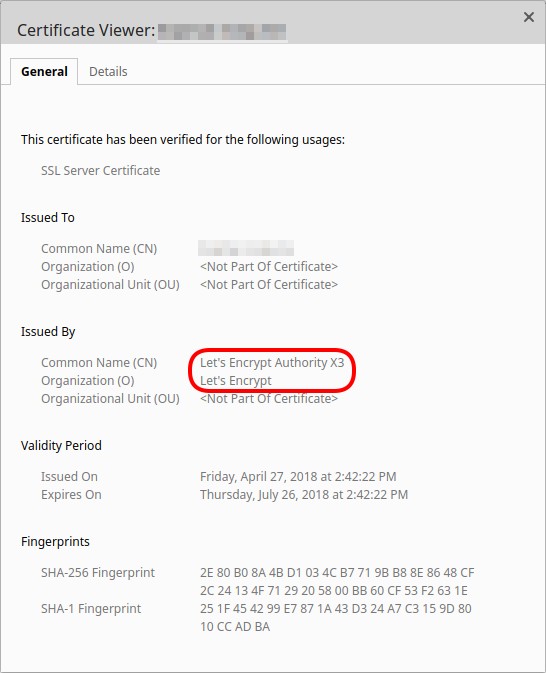 Certificate Viewer:
General Details
This certificate has been verified for the following usages:
SSL Server Certificate
Issued To
Common Name (CN)
Organization (O) <Not Part Of Certificate>
Organizational Unit (OU) <Not Part Of Certificate>
Issued By
Common Name (CN) Let's Encrypt Authority X3
Organization (O) Let's Encrypt
Organizational Unit (OU) <Not Part Of Certificate>
Validity Period
Issued On Friday, April 27, 2018 at 2:42:22 PM
Expires On Thursday, July 26, 2018 at 2:42:22 PM
Fingerprints
SHA-256 Fingerprint 2E 80 B0 8A 4B D1 03 4C B7 71 9B B8 8E 86 48 CF
2C 24 13 4F 71 29 20 58 00 BB 60 CF 53 F2 63 1E
SHA-1 Fingerprint 25 1F 45 42 99 E7 87 1A 43 D3 24 A7 C3 15 9D 80
10 CC AD BA